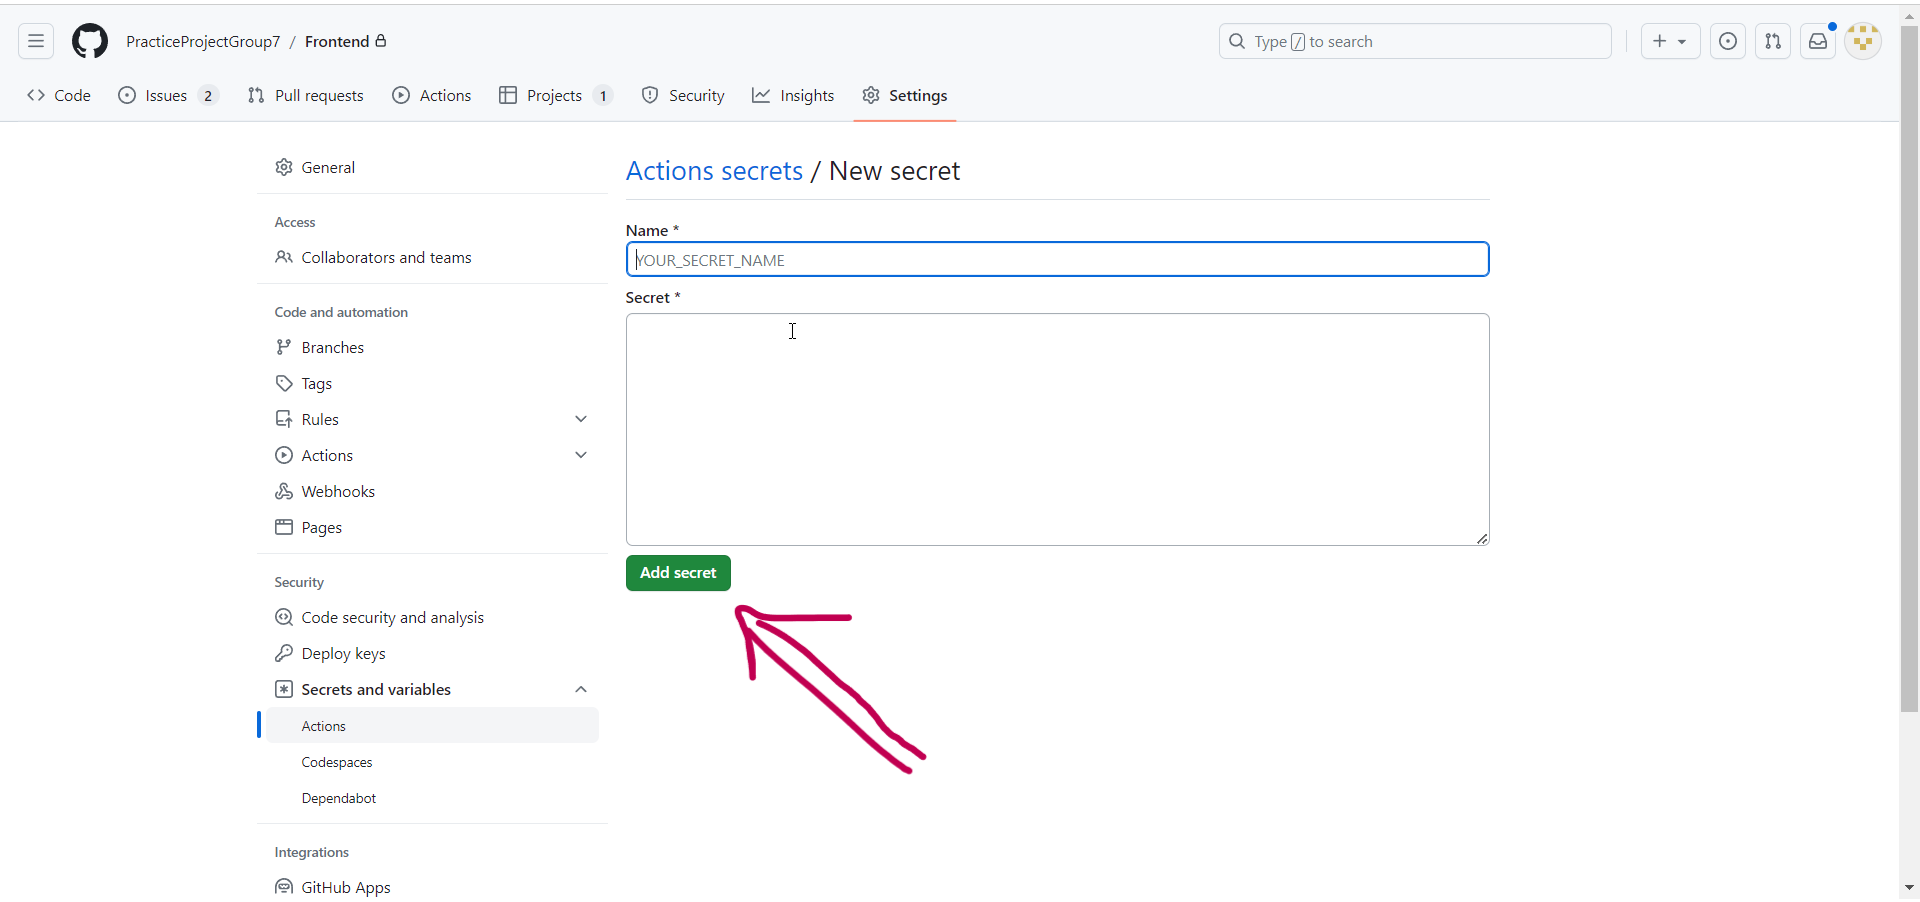 PracticeProjectGroup7 / Frontend
Type / to search
Code
Issues 2
Pull requests
Actions
Projects 1
Security
Insights
Settings
General
Access
Collaborators and teams
Code and automation
Branches
Tags
Rules
Actions
Webhooks
Pages
Security
Code security and analysis
Deploy keys
Secrets and variables
Actions
Codespaces
Dependabot
Integrations
GitHub Apps
Actions secrets / New secret
Name *
YOUR_SECRET_NAME
Secret *
Add secret